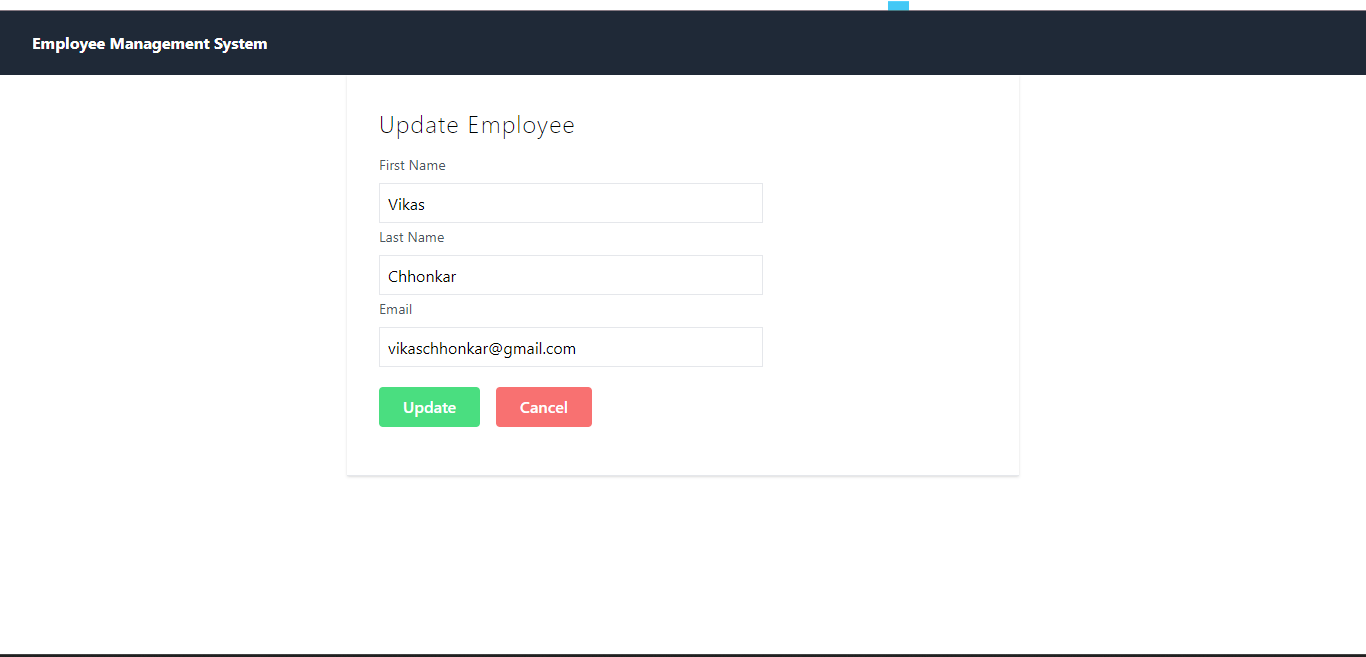 Employee Management System
Update Employee
First Name
Vikas
Last Name
Chhonkar
Email
vikaschhonkar@gmail.com
Update Cancel